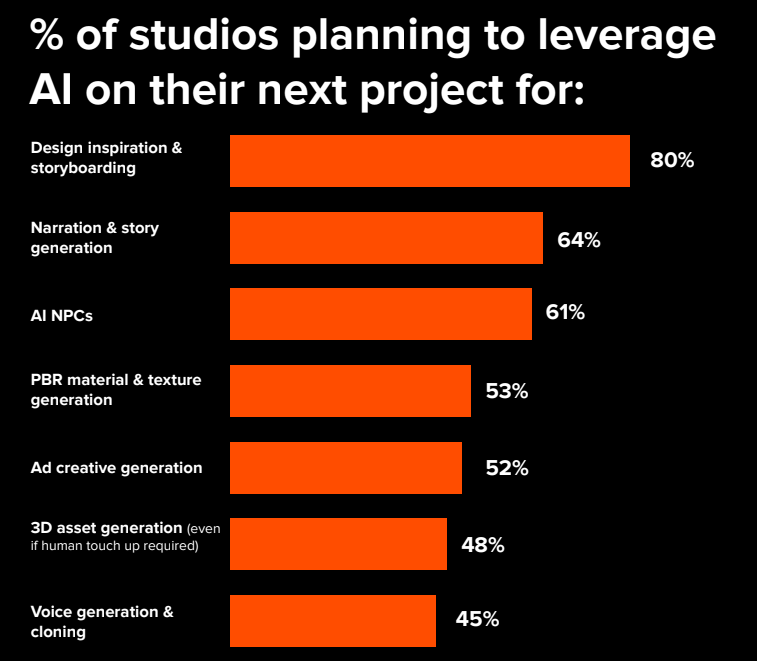 % of studios planning to leverage
AI on their next project for:
Design inspiration &
storyboarding
80%
Narration & story
generation
64%
AI NPCs
61%
PBR material & texture
generation
53%
Ad creative generation
52%
3D asset generation (even
if human touch up required)
48%
Voice generation &
cloning
45%